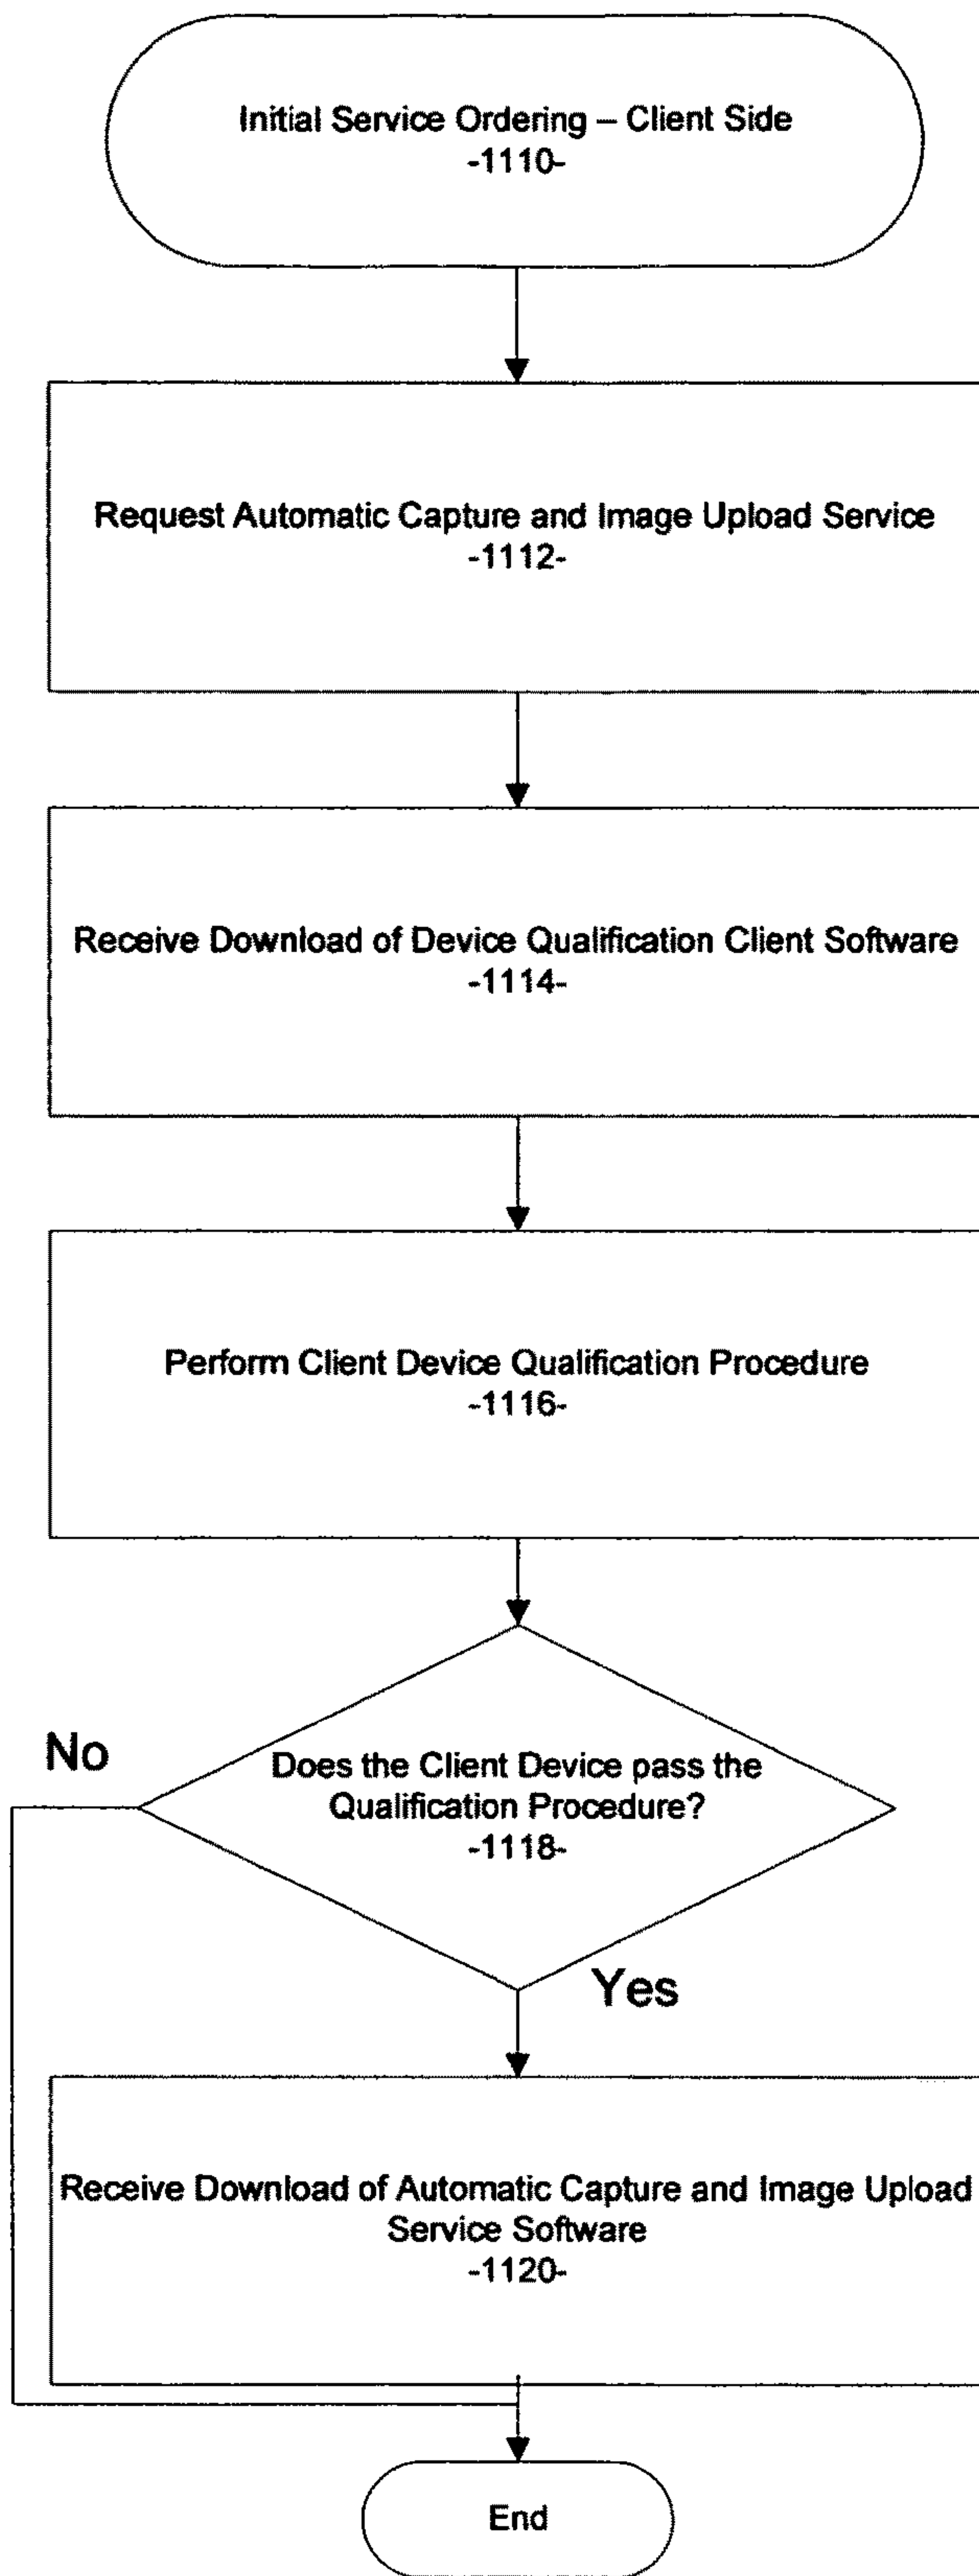 Initial Service Ordering – Client Side
-1110-
Request Automatic Capture and Image Upload Service
-1112-
Receive Download of Device Qualification Client Software
-1114-
Perform Client Device Qualification Procedure
-1116-
No
Does the Client Device pass the
Qualification Procedure?
-1118-
Yes
Receive Download of Automatic Capture and Image Upload
Service Software
-1120-
End